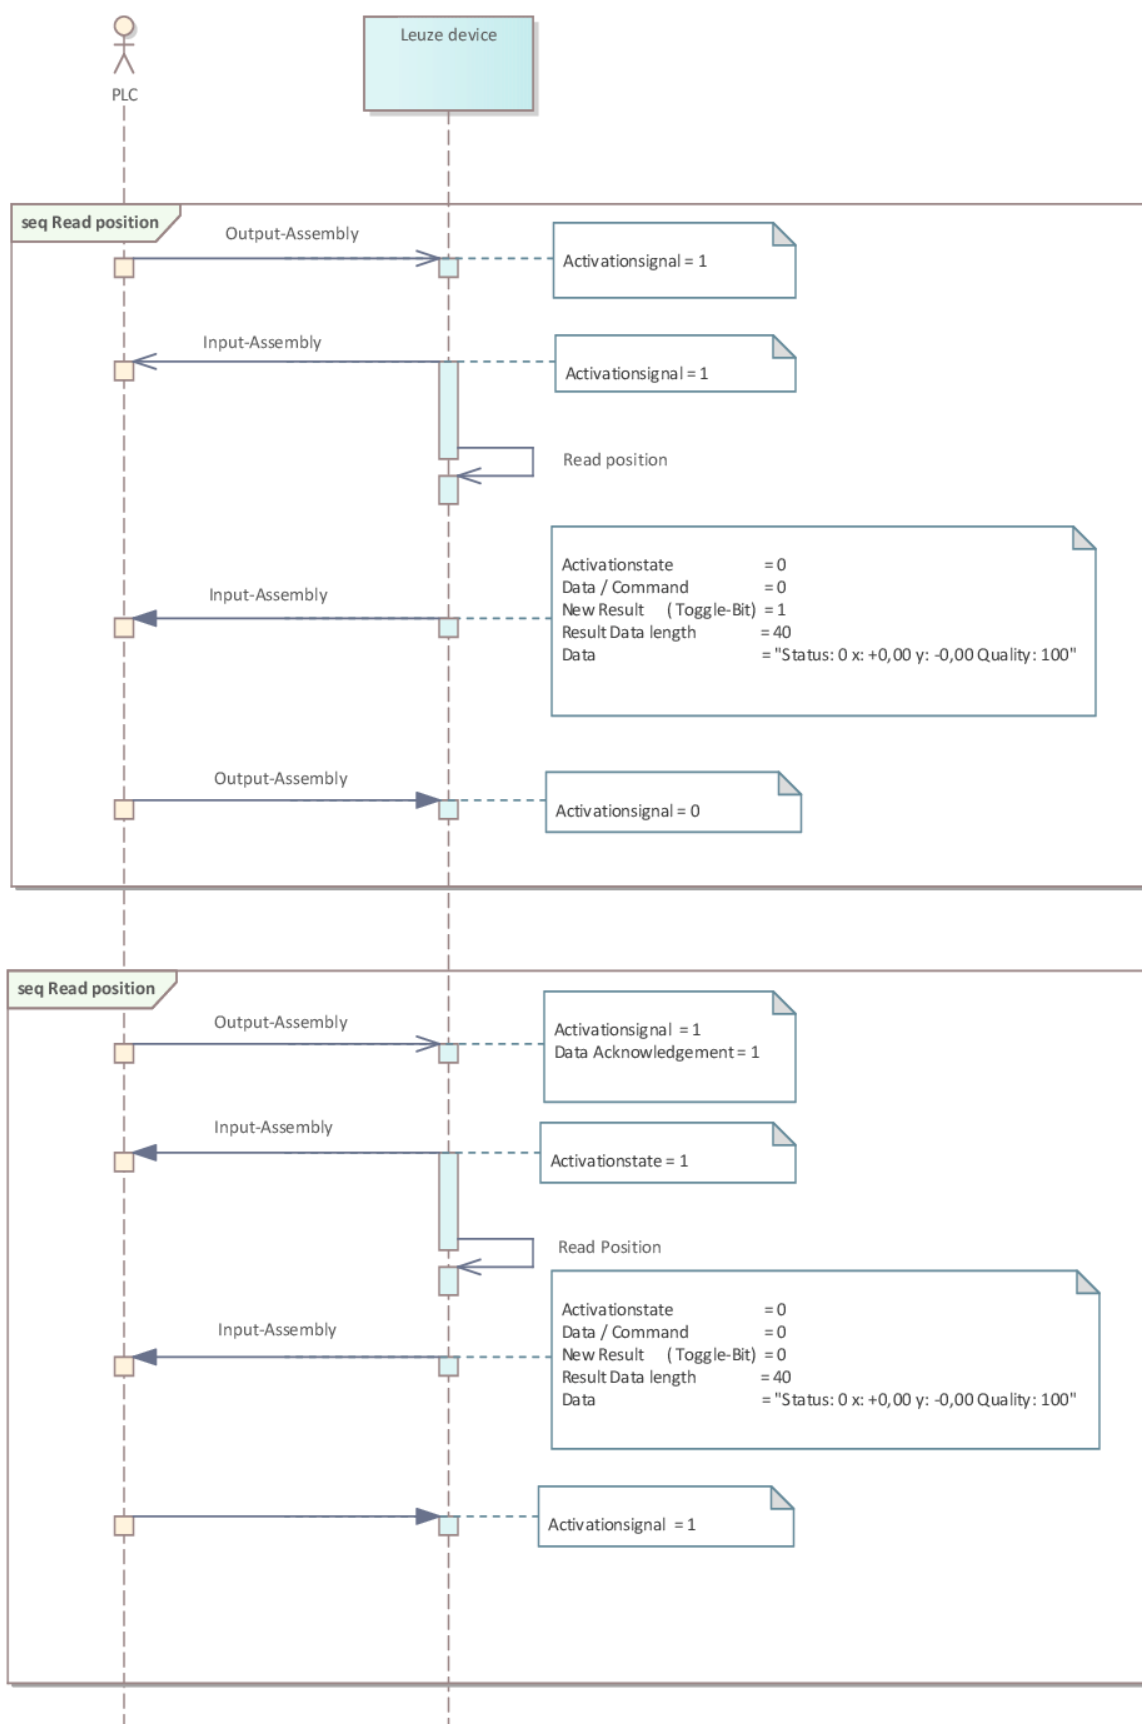 Leuze device
PLC
seq Read position
Output-Assembly
Activationsignal = 1
Input-Assembly
Activationsignal = 1
Read position
Activationstate = 0
Data / Command = 0
New Result ( Toggle-Bit) = 1
Result Data length = 40
Data = "Status: 0 x: +0,00 y: -0,00 Quality: 100"
Input-Assembly
Output-Assembly
Activationsignal = 0
seq Read position
Output-Assembly
Activationsignal = 1
Data Acknowledgement = 1
Input-Assembly
Activationstate = 1
Read Position
Activationstate = 0
Data / Command = 0
New Result ( Toggle-Bit) = 0
Result Data length = 40
Data = "Status: 0 x: +0,00 y: -0,00 Quality: 100"
Input-Assembly
Activationsignal = 1